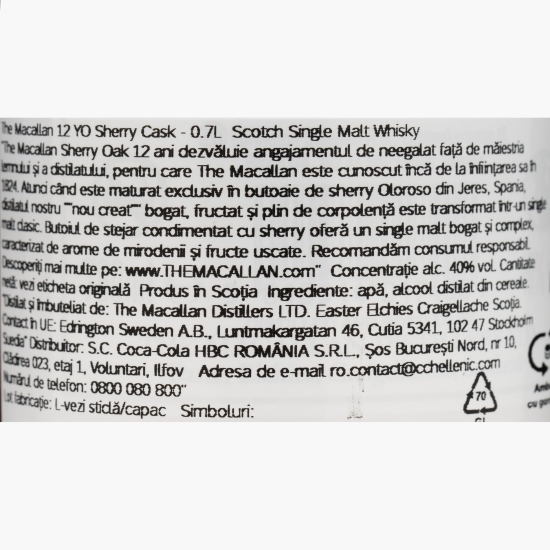 The Macallan 12 YO Sherry Cask - 0.7L Scotch Single Malt Whisky
"The Macallan Sherry Oak 12 ani dezvăluie angajamentul de neegalat față de măiestria
lemnului și a distilatului, pentru care The Macallan este cunoscut încă de la înființarea sa în
1824. Atunci când este maturat exclusiv în butoaie de sherry Oloroso din Jeres, Spania,
distilatul nostru ""nou creat"" bogat, fructat și plin de corpolență este transformat într-un single
malt clasic. Butoiul de stejar condimentat cu sherry oferă un single malt bogat și complex,
caracterizat de arome de mirodenii și fructe uscate. Recomandăm consumul responsabil.
Descoperiți mai multe pe: www.THEMACALLAN.com" Concentrație alc. 40% vol. Cantitate
netă: vezi eticheta originală Produs în Scoția Ingrediente: apă, alcool distilat din cereale.
"Distilat și îmbuteliat de: The Macallan Distillers LTD. Easter Elchies Craigellachie Scoția.
Contact în UE: Edrington Sweden A.B., Luntmakargatan 46, Cutia 5341, 102 47 Stockholm
Suedia" Distribuitor: S.C. Coca-Cola HBC ROMÂNIA S.R.L., Șos București Nord, nr 10,
Clădirea 023, etaj 1, Voluntari, Ilfov Adresa de e-mail ro.contact@cchellenic.com
Numărul de telefon: 0800 080 800"
Lot fabricație: L-vezi sticlă/capac Simboluri:
70